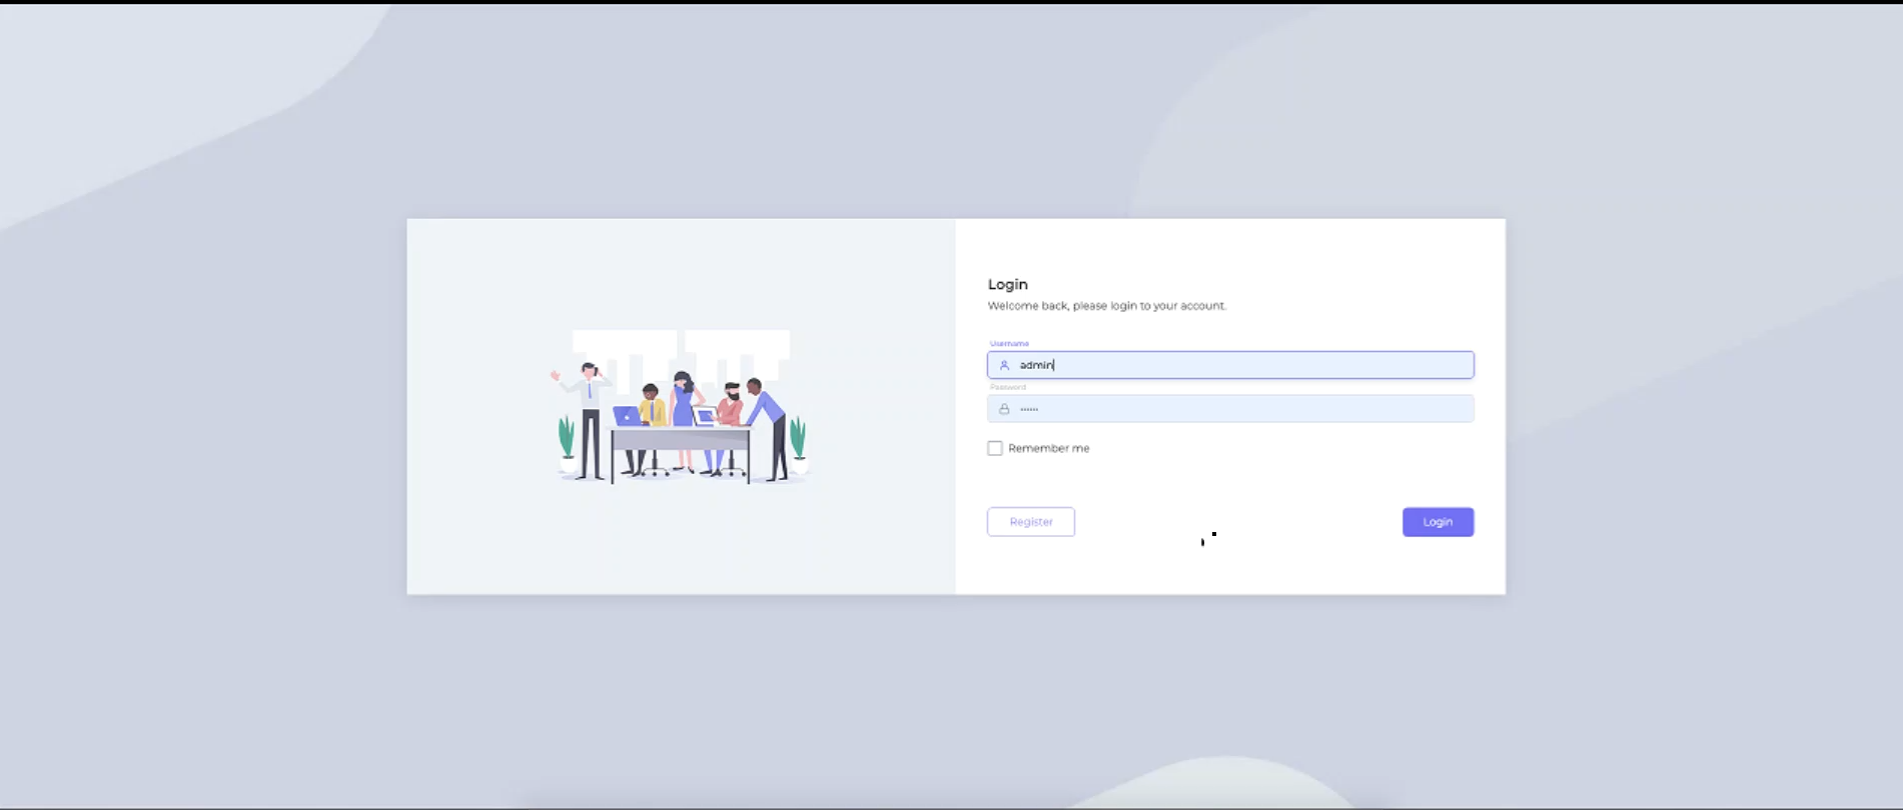 Login
Welcome back, please login to your account.
Username
admin
Password
••••••
Remember me
Register
Login